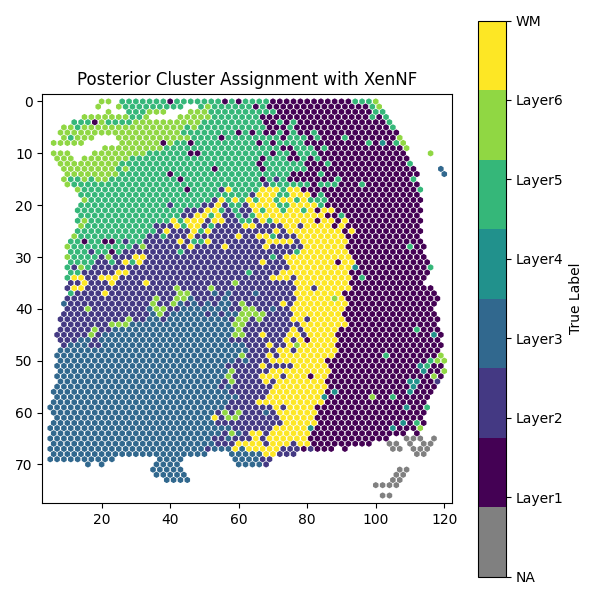 Posterior Cluster Assignment with XenNF
0
10
20
30
40
50
60
70
20
40
60
80
100
120
WM
Layer6
Layer5
Layer4
Layer3
Layer2
Layer1
NA
True Label